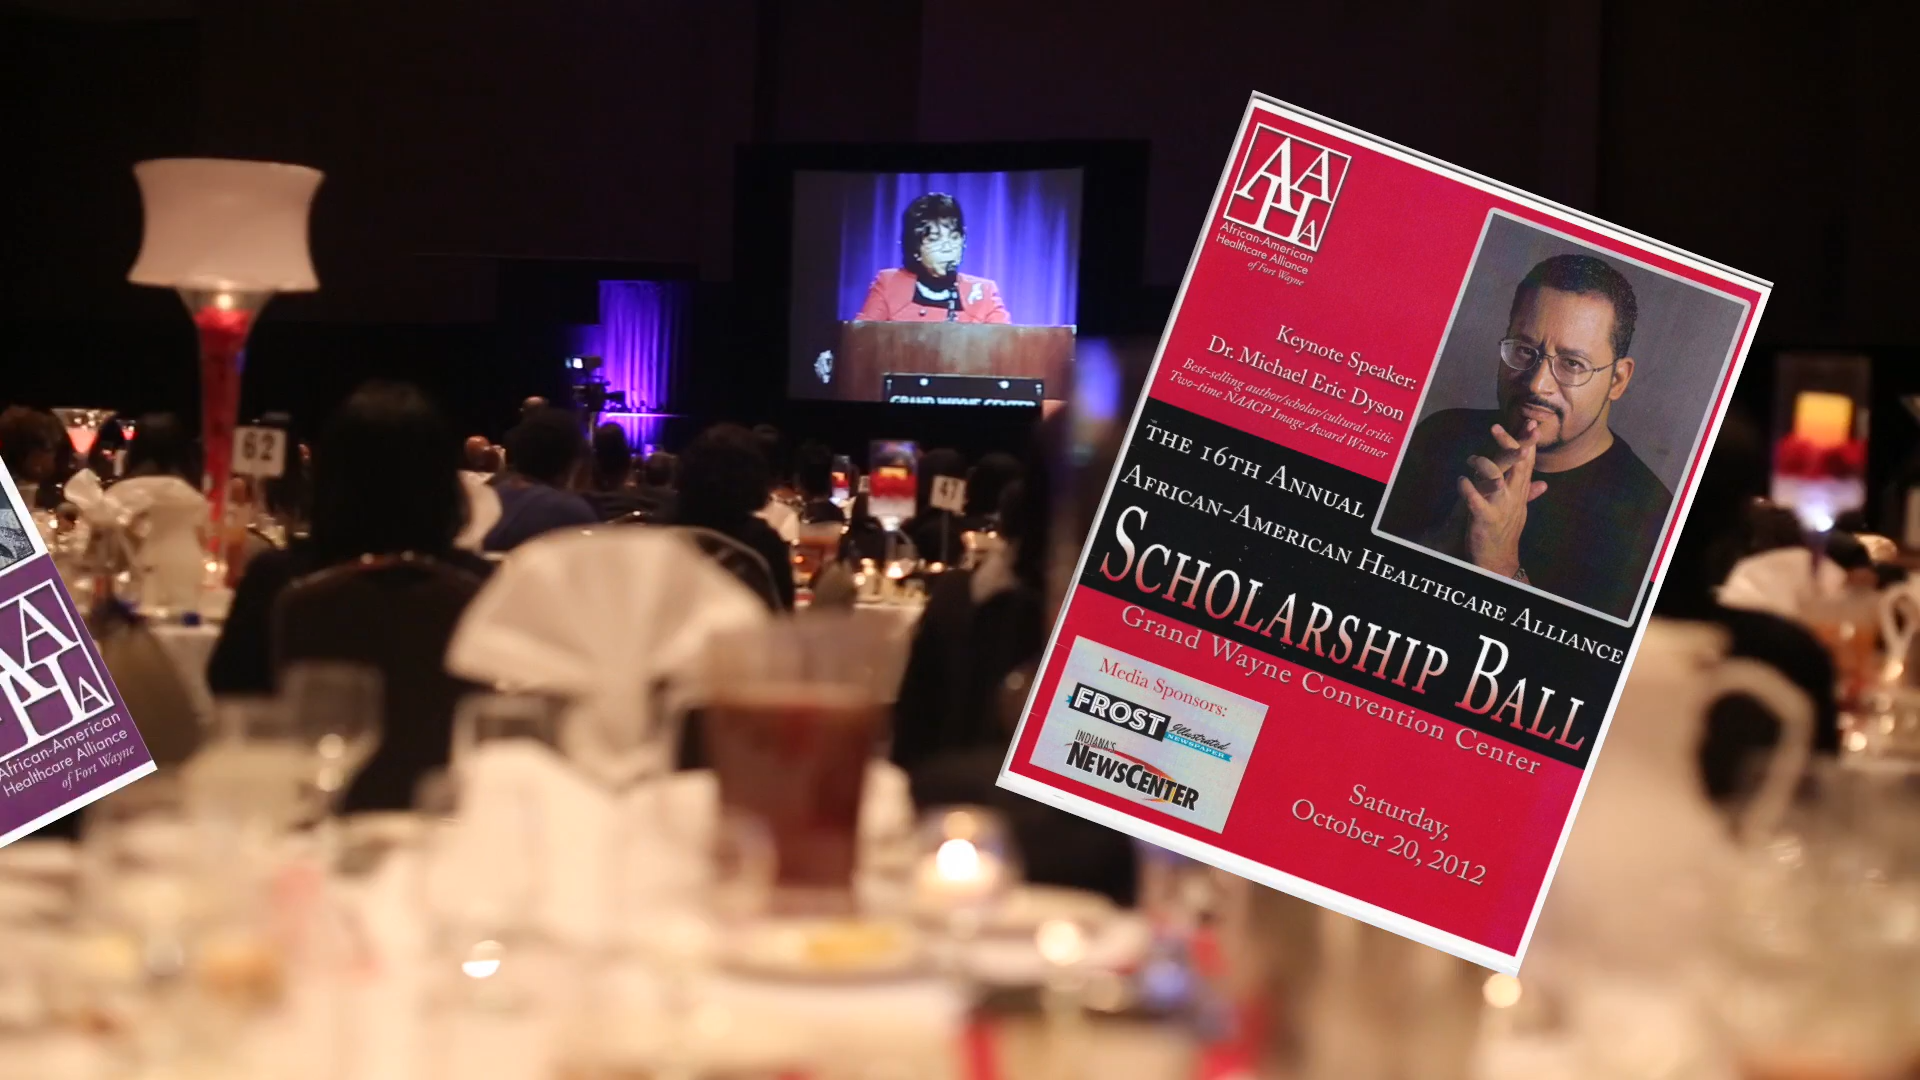 62
47
GRAND WAYNE CENTER
AAHA
African-American
Healthcare Alliance
of Fort Wayne
AAHA
African-American
Healthcare Alliance
of Fort Wayne
Keynote Speaker:
Dr. Michael Eric Dyson
Best-selling author/scholar/cultural critic
Two-time NAACP Image Award Winner
THE 16TH ANNUAL
AFRICAN-AMERICAN HEALTHCARE ALLIANCE
SCHOLARSHIP BALL
Grand Wayne Convention Center
Media Sponsors:
FROST
Illustrated
NEWSPAPER
INDIANA'S
NEWSCENTER
Saturday,
October 20, 2012